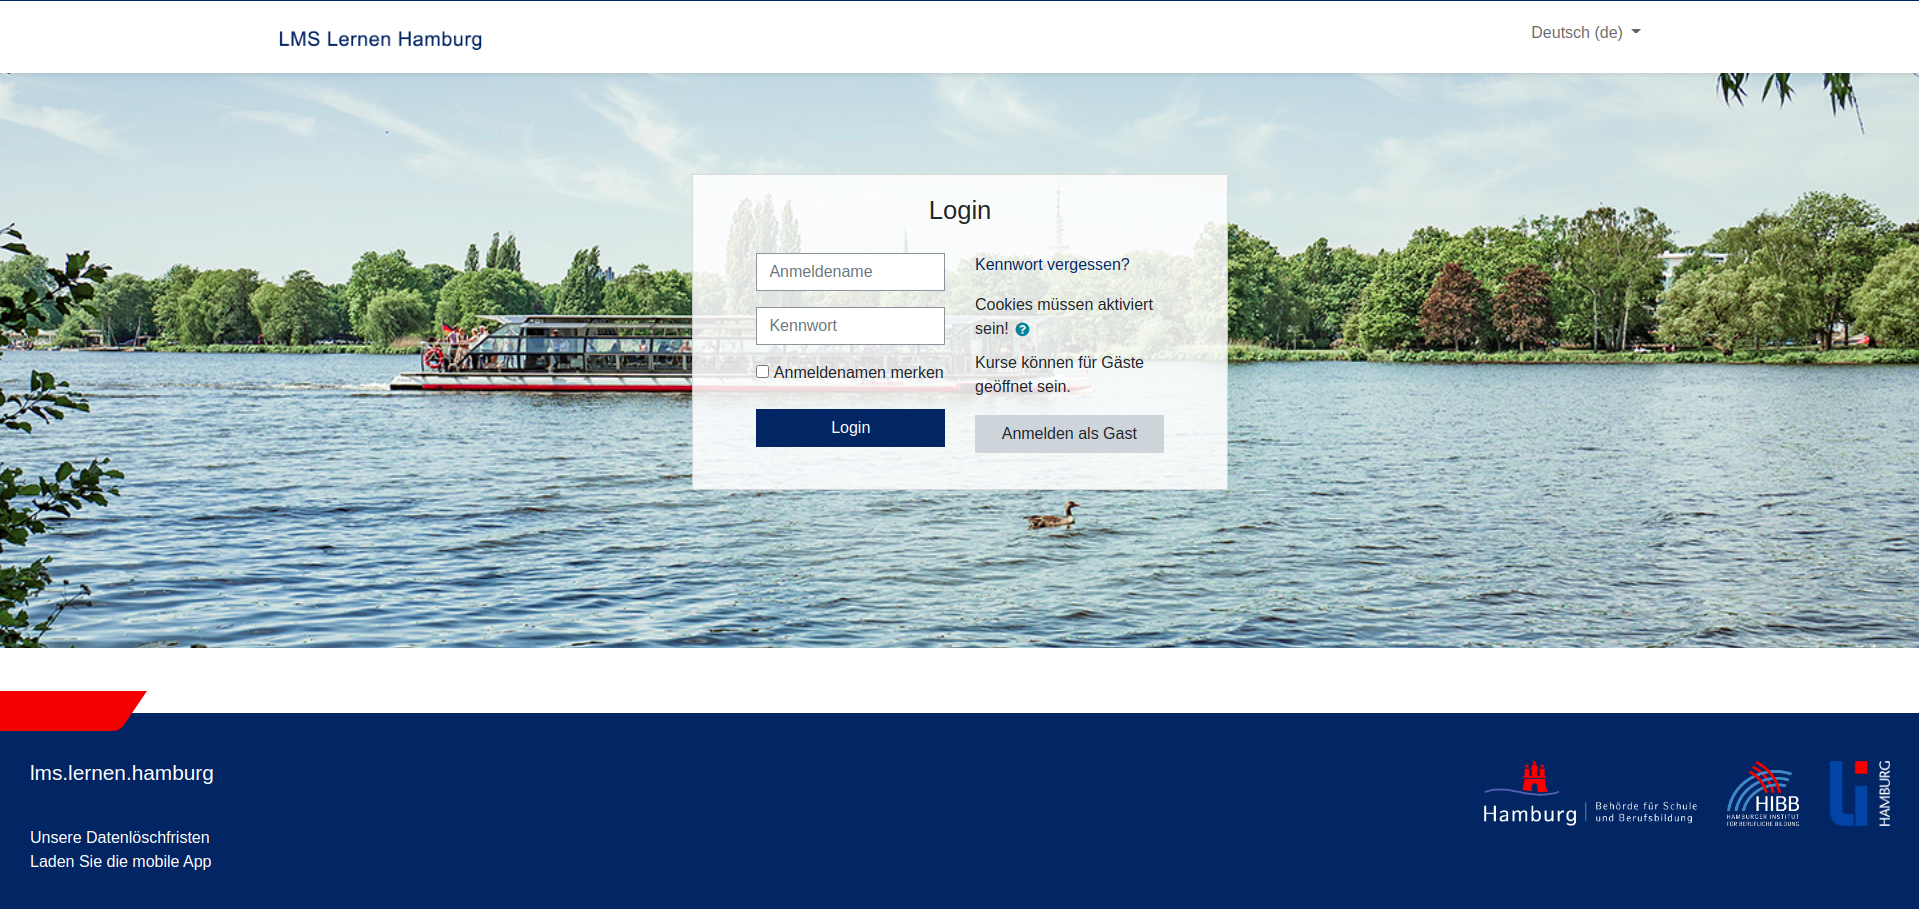 LMS Lernen Hamburg
Deutsch (de)
Login
Anmeldename
Kennwort
Anmeldenamen merken
Login
Kennwort vergessen?
Cookies müssen aktiviert
sein!
Kurse können für Gäste
geöffnet sein.
Anmelden als Gast
lms.lernen.hamburg
Unsere Datenlöschfristen
Laden Sie die mobile App
Hamburg
Behörde für Schule
und Berufsbildung
HIBB
HAMBURGER INSTITUT
FÜR BERUFLICHE BILDUNG
Li
HAMBURG